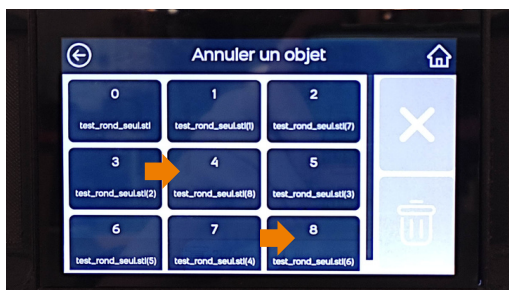 Annuler un objet
0
test_rond_seul.stl
1
test_rond_seul.stl(1)
2
test_rond_seul.stl(7)
3
test_rond_seul.stl(2)
4
test_rond_seul.stl(8)
5
test_rond_seul.stl(3)
6
test_rond_seul.stl(5)
7
test_rond_seul.stl(4)
8
test_rond_seul.stl(6)